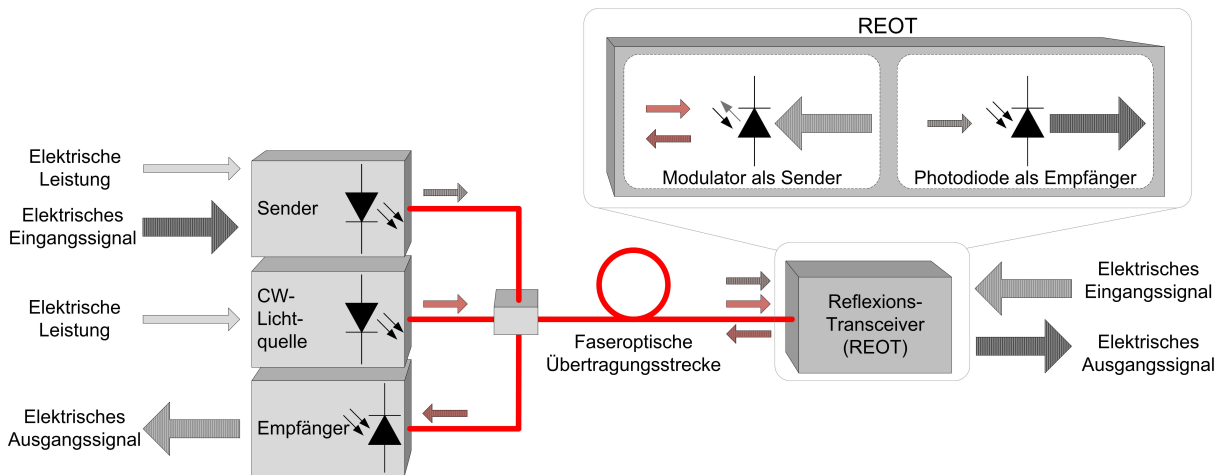 REOT
Modulator als Sender
Photodiode als Empfänger
Elektrische
Leistung
Elektrisches
Eingangssignal
Sender
Elektrische
Leistung
CW-
Licht-
quelle
Elektrisches
Ausgangssignal
Empfänger
Faseroptische
Übertragungsstrecke
Reflexions-
Transceiver
(REOT)
Elektrisches
Eingangssignal
Elektrisches
Ausgangssignal